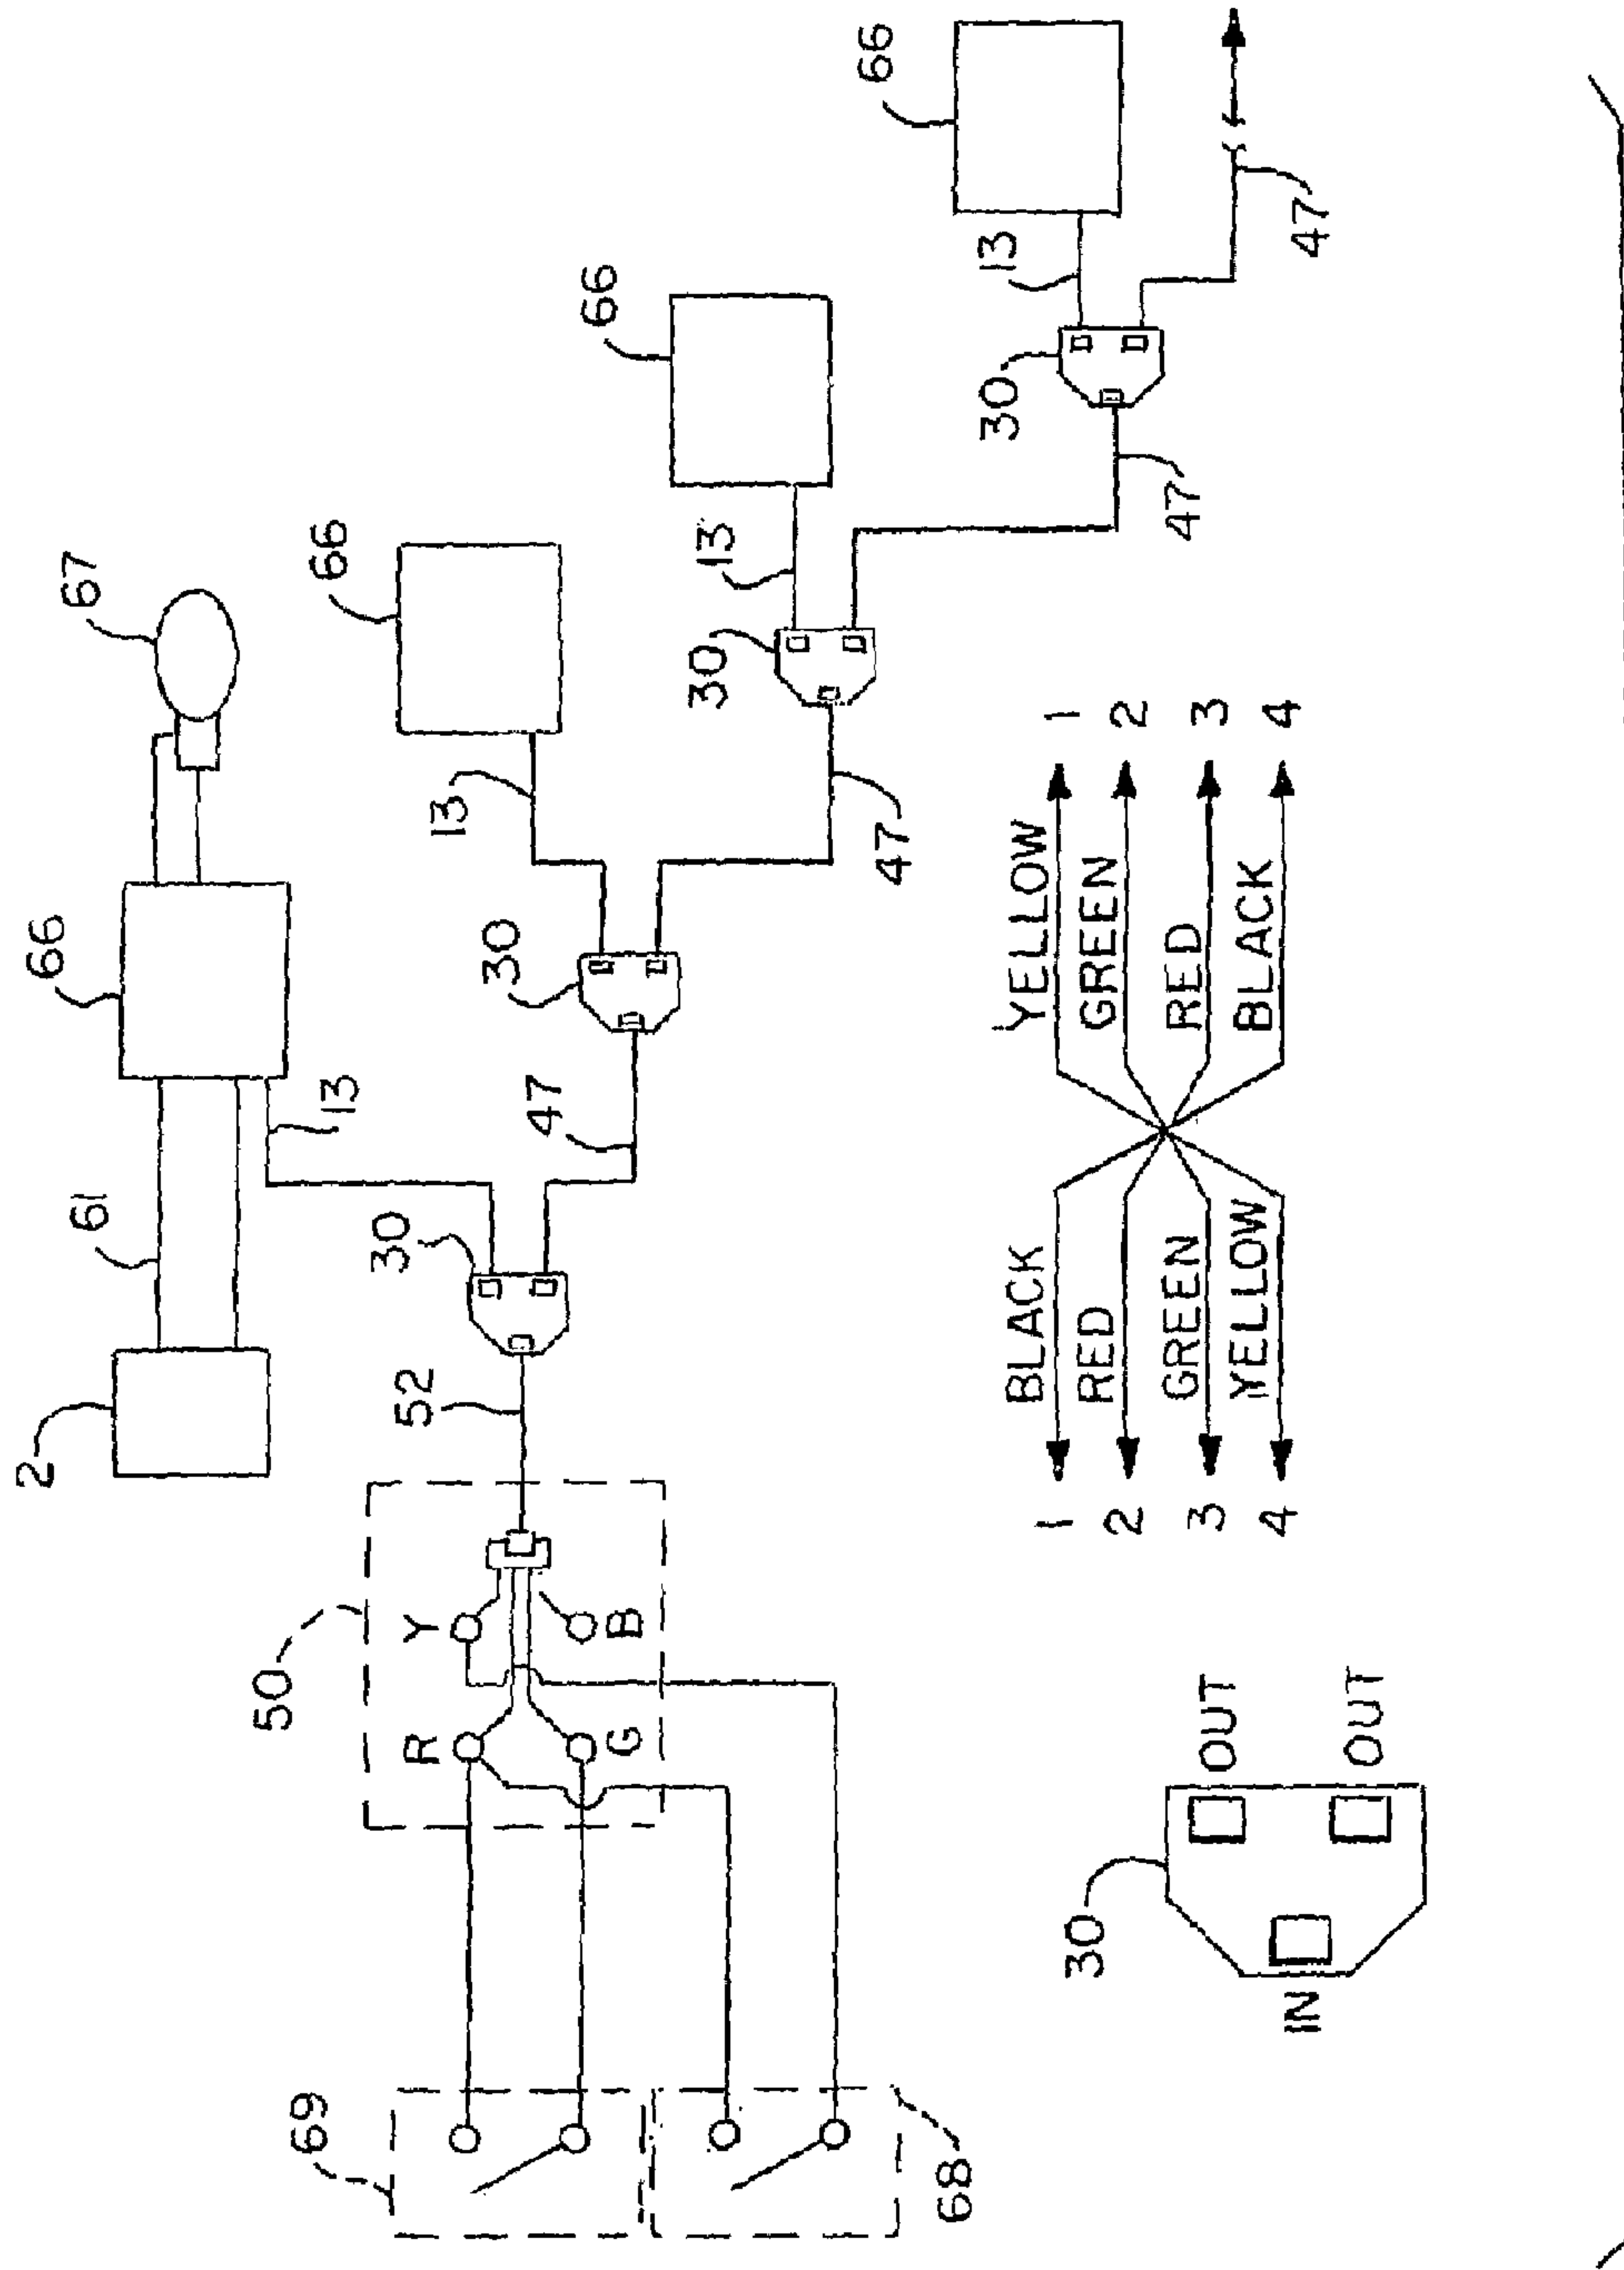 2
61
66
67
13
50
52
30
47
30
13
66
47
30
13
66
47
30
13
66
47
69
68
R
Y
G
B
30
IN
OUT
OUT
1 BLACK YELLOW 1
2 RED GREEN 2
3 GREEN RED 3
4 YELLOW BLACK 4